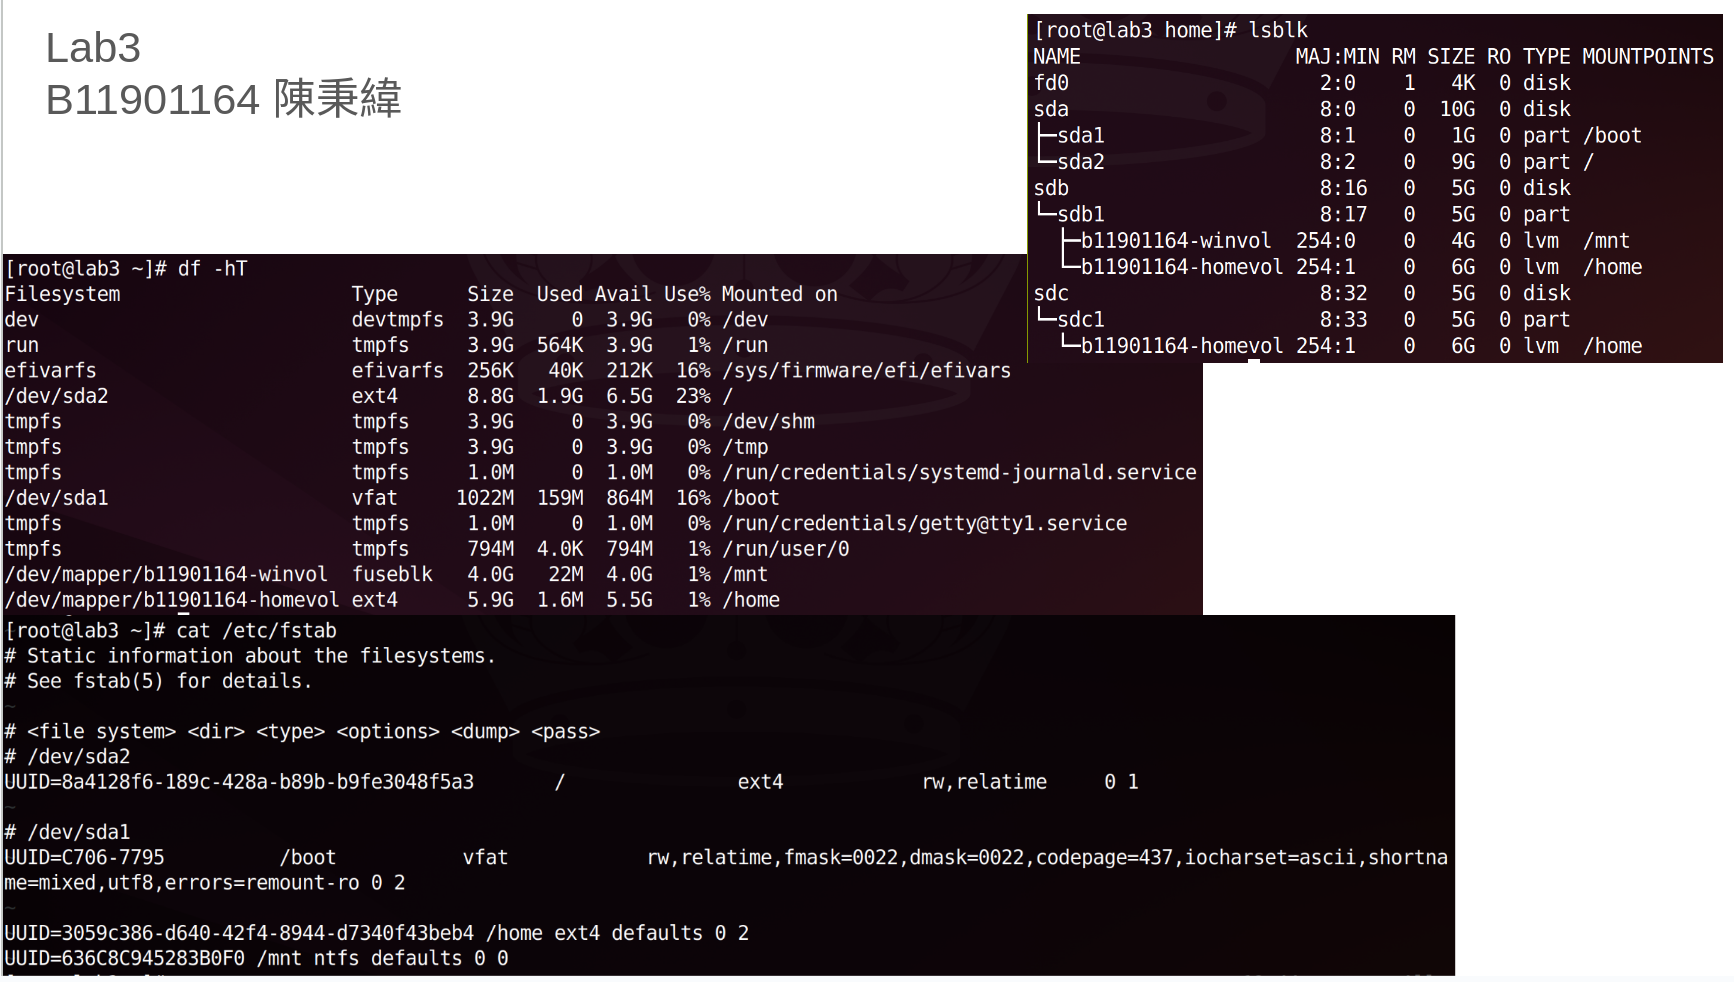 Lab3
B11901164 陳秉緯
[root@lab3 home]# lsblk
NAME MAJ:MIN RM SIZE RO TYPE MOUNTPOINTS
fd0 2:0 1 4K 0 disk
sda 8:0 0 10G 0 disk
├─sda1 8:1 0 1G 0 part /boot
└─sda2 8:2 0 9G 0 part /
sdb 8:16 0 5G 0 disk
└─sdb1 8:17 0 5G 0 part
├─b11901164-winvol 254:0 0 4G 0 lvm /mnt
└─b11901164-homevol 254:1 0 6G 0 lvm /home
sdc 8:32 0 5G 0 disk
└─sdc1 8:33 0 5G 0 part
└─b11901164-homevol 254:1 0 6G 0 lvm /home
[root@lab3 ~]# df -hT
Filesystem Type Size Used Avail Use% Mounted on
dev devtmpfs 3.9G 0 3.9G 0% /dev
run tmpfs 3.9G 564K 3.9G 1% /run
efivarfs efivarfs 256K 40K 212K 16% /sys/firmware/efi/efivars
/dev/sda2 ext4 8.8G 1.9G 6.5G 23% /
tmpfs tmpfs 3.9G 0 3.9G 0% /dev/shm
tmpfs tmpfs 3.9G 0 3.9G 0% /tmp
tmpfs tmpfs 1.0M 0 1.0M 0% /run/credentials/systemd-journald.service
/dev/sda1 vfat 1022M 159M 864M 16% /boot
tmpfs tmpfs 1.0M 0 1.0M 0% /run/credentials/getty@tty1.service
tmpfs tmpfs 794M 4.0K 794M 1% /run/user/0
/dev/mapper/b11901164-winvol fuseblk 4.0G 22M 4.0G 1% /mnt
/dev/mapper/b11901164-homevol ext4 5.9G 1.6M 5.5G 1% /home
[root@lab3 ~]# cat /etc/fstab
# Static information about the filesystems.
# See fstab(5) for details.
~
# <file system> <dir> <type> <options> <dump> <pass>
# /dev/sda2
UUID=8a4128f6-189c-428a-b89b-b9fe3048f5a3 / ext4 rw,relatime 0 1
~
# /dev/sda1
UUID=C706-7795 /boot vfat rw,relatime,fmask=0022,dmask=0022,codepage=437,iocharset=ascii,shortna
me=mixed,utf8,errors=remount-ro 0 2
~
UUID=3059c386-d640-42f4-8944-d7340f43beb4 /home ext4 defaults 0 2
UUID=636C8C945283B0F0 /mnt ntfs defaults 0 0